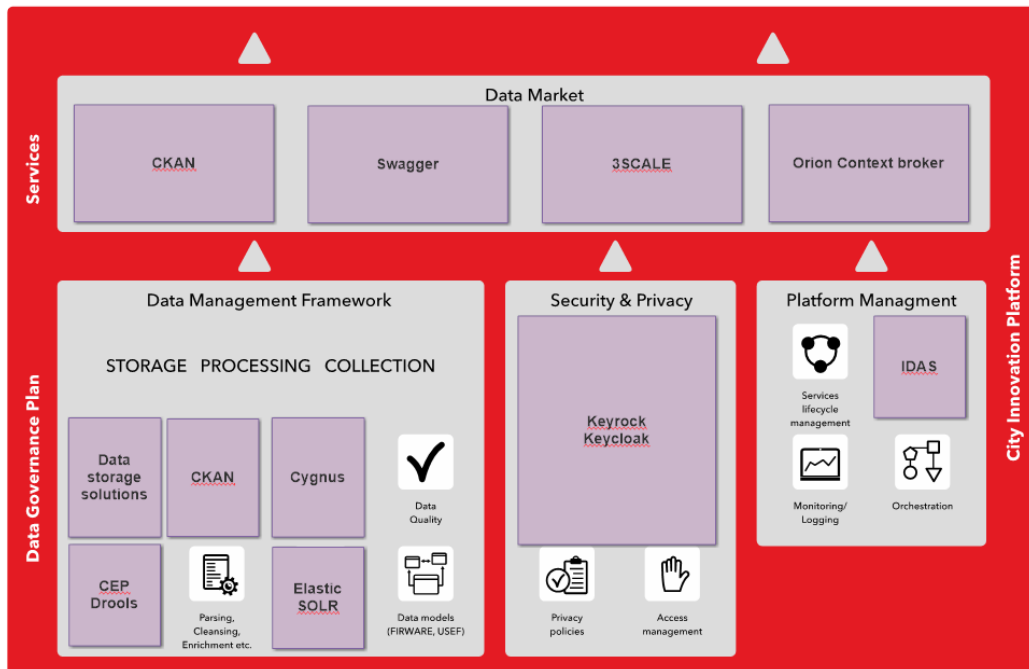 Data Market
Services
CKAN
Swagger
3SCALE
Orion Context broker
City Innovation Platform
Data Governance Plan
Data Management Framework
STORAGE PROCESSING COLLECTION
Data
storage
solutions
CKAN
Cygnus
Data
Quality
CEP
Drools
Parsing,
Cleansing,
Enrichment etc.
Elastic
SOLR
Data models
(FIRWARE, USEF)
Security & Privacy
Keyrock
Keycloak
Privacy
policies
Access
management
Platform Managment
Services
lifecycle
management
IDAS
Monitoring/
Logging
Orchestration